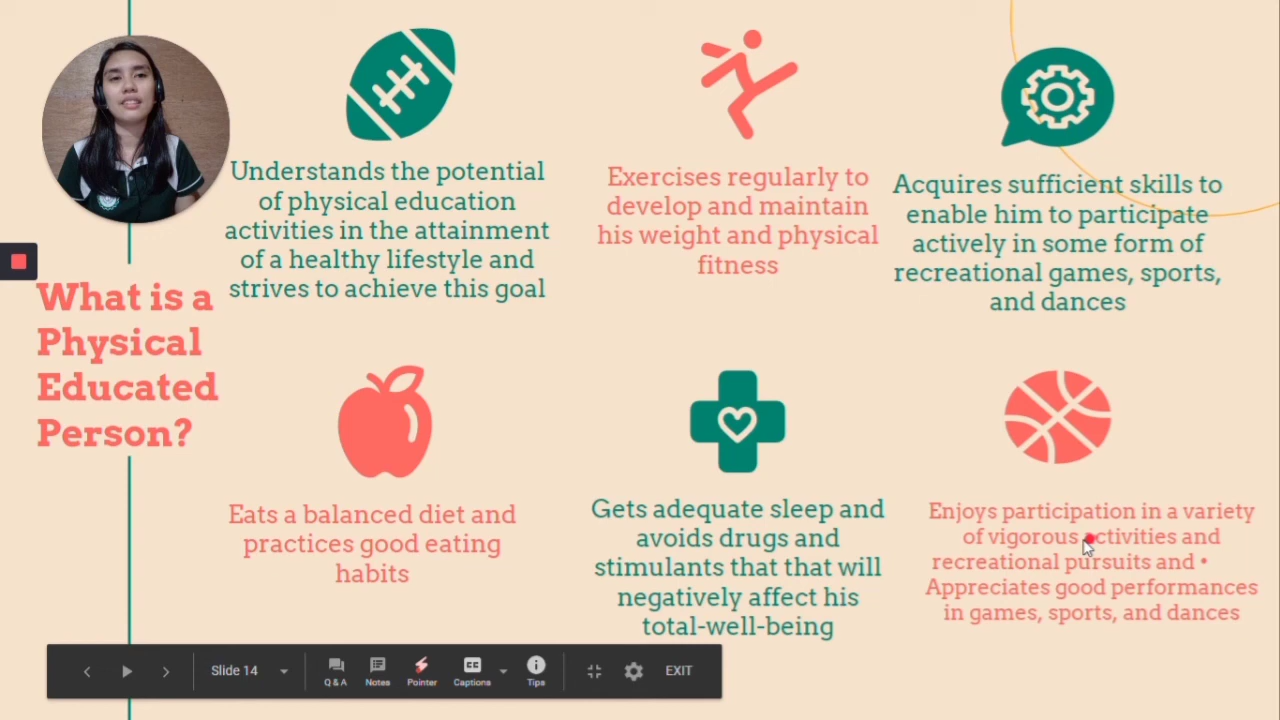 What is a
Physical
Educated
Person?
Understands the potential
of physical education
activities in the attainment
of a healthy lifestyle and
strives to achieve this goal
Exercises regularly to
develop and maintain
his weight and physical
fitness
Acquires sufficient skills to
enable him to participate
actively in some form of
recreational games, sports,
and dances
Eats a balanced diet and
practices good eating
habits
Gets adequate sleep and
avoids drugs and
stimulants that that will
negatively affect his
total-well-being
Enjoys participation in a variety
of vigorous activities and
recreational pursuits and •
Appreciates good performances
in games, sports, and dances
Slide 14
Q & A
Notes
Pointer
CC
Captions
Tips
EXIT